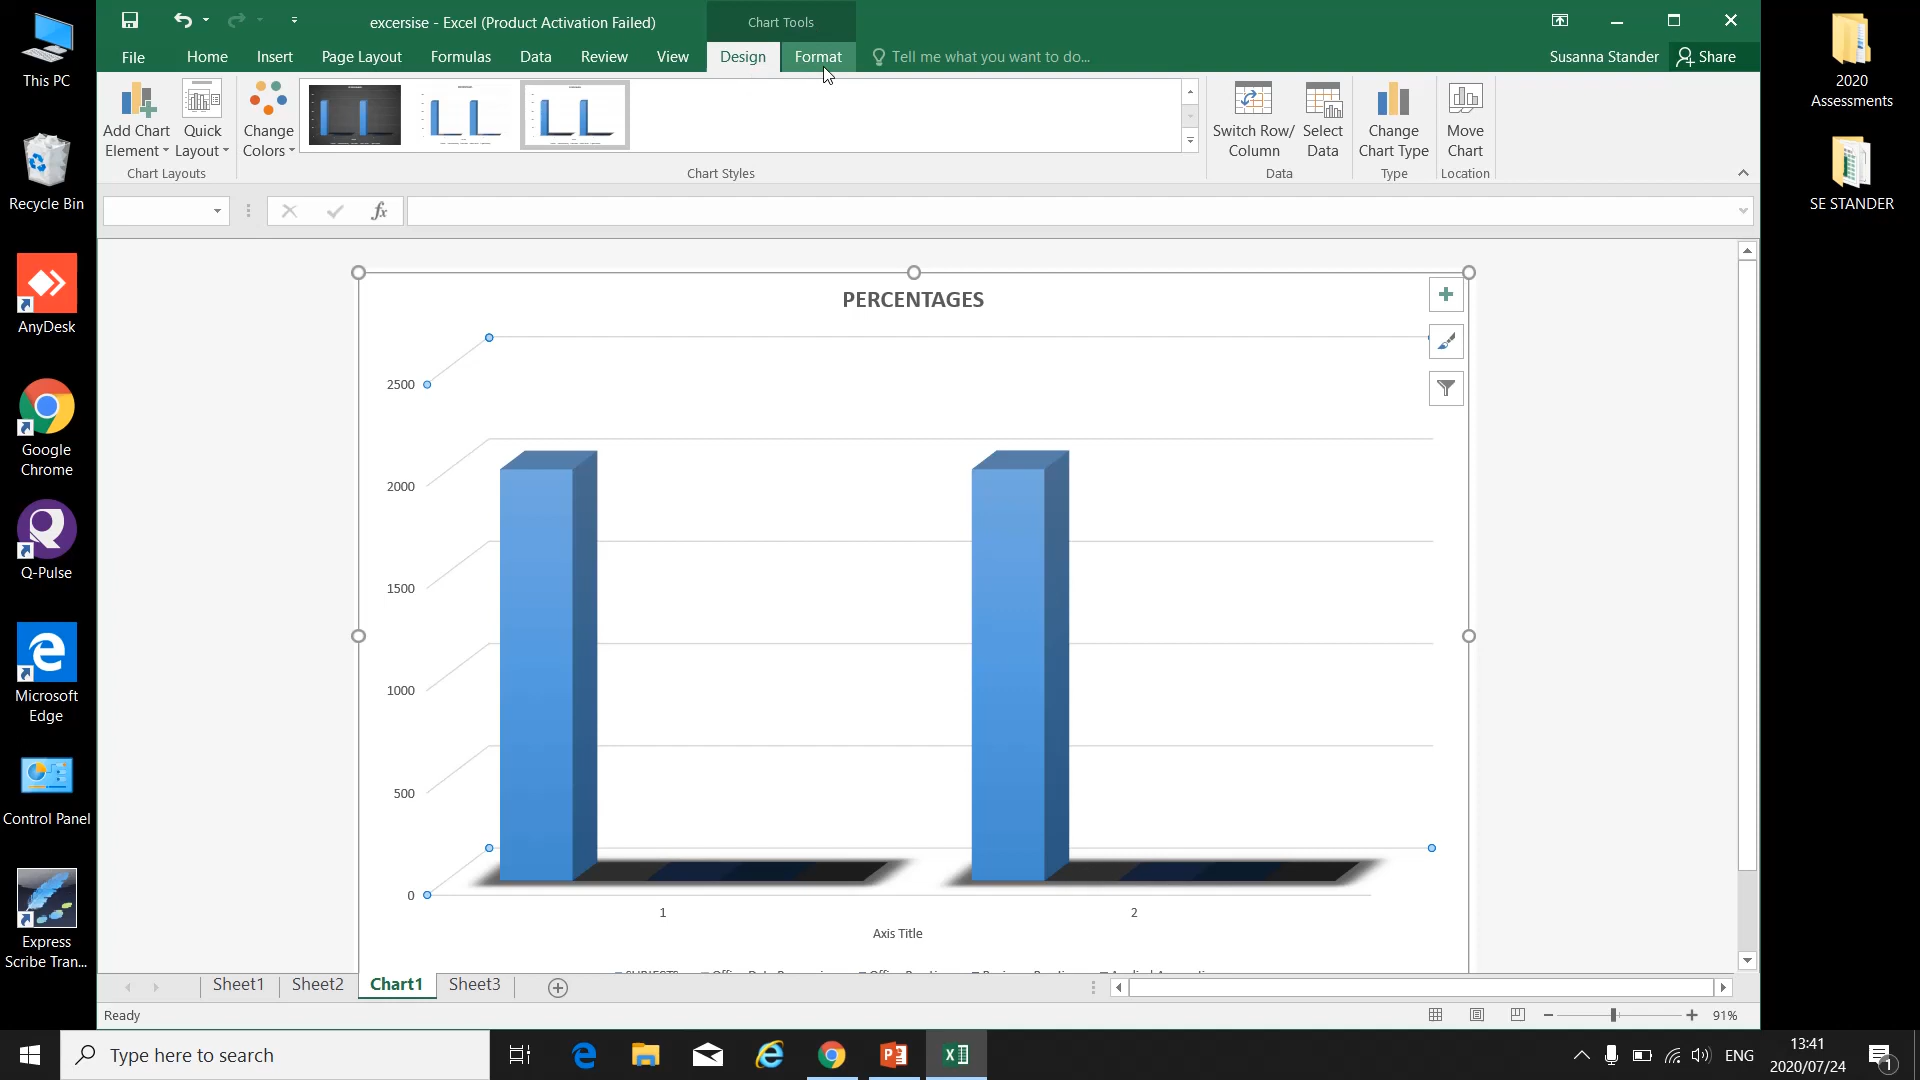 excersise - Excel (Product Activation Failed)
Chart Tools
File Home Insert Page Layout Formulas Data Review View Design Format Tell me what you want to do... Susanna Stander Share
Add Chart Element
Quick Layout
Change Colors
Switch Row/ Column
Select Data
Change Chart Type
Move Chart
Chart Layouts
Chart Styles
Data
Type
Location
fx
PERCENTAGES
2500
2000
1500
1000
500
0
1
2
Axis Title
Sheet1 Sheet2 Chart1 Sheet3
Ready
91%
This PC
Recycle Bin
AnyDesk
Google Chrome
Q-Pulse
Microsoft Edge
Control Panel
Express Scribe Tran...
2020 Assessments
SE STANDER
Type here to search
ENG
13:41
2020/07/24
1